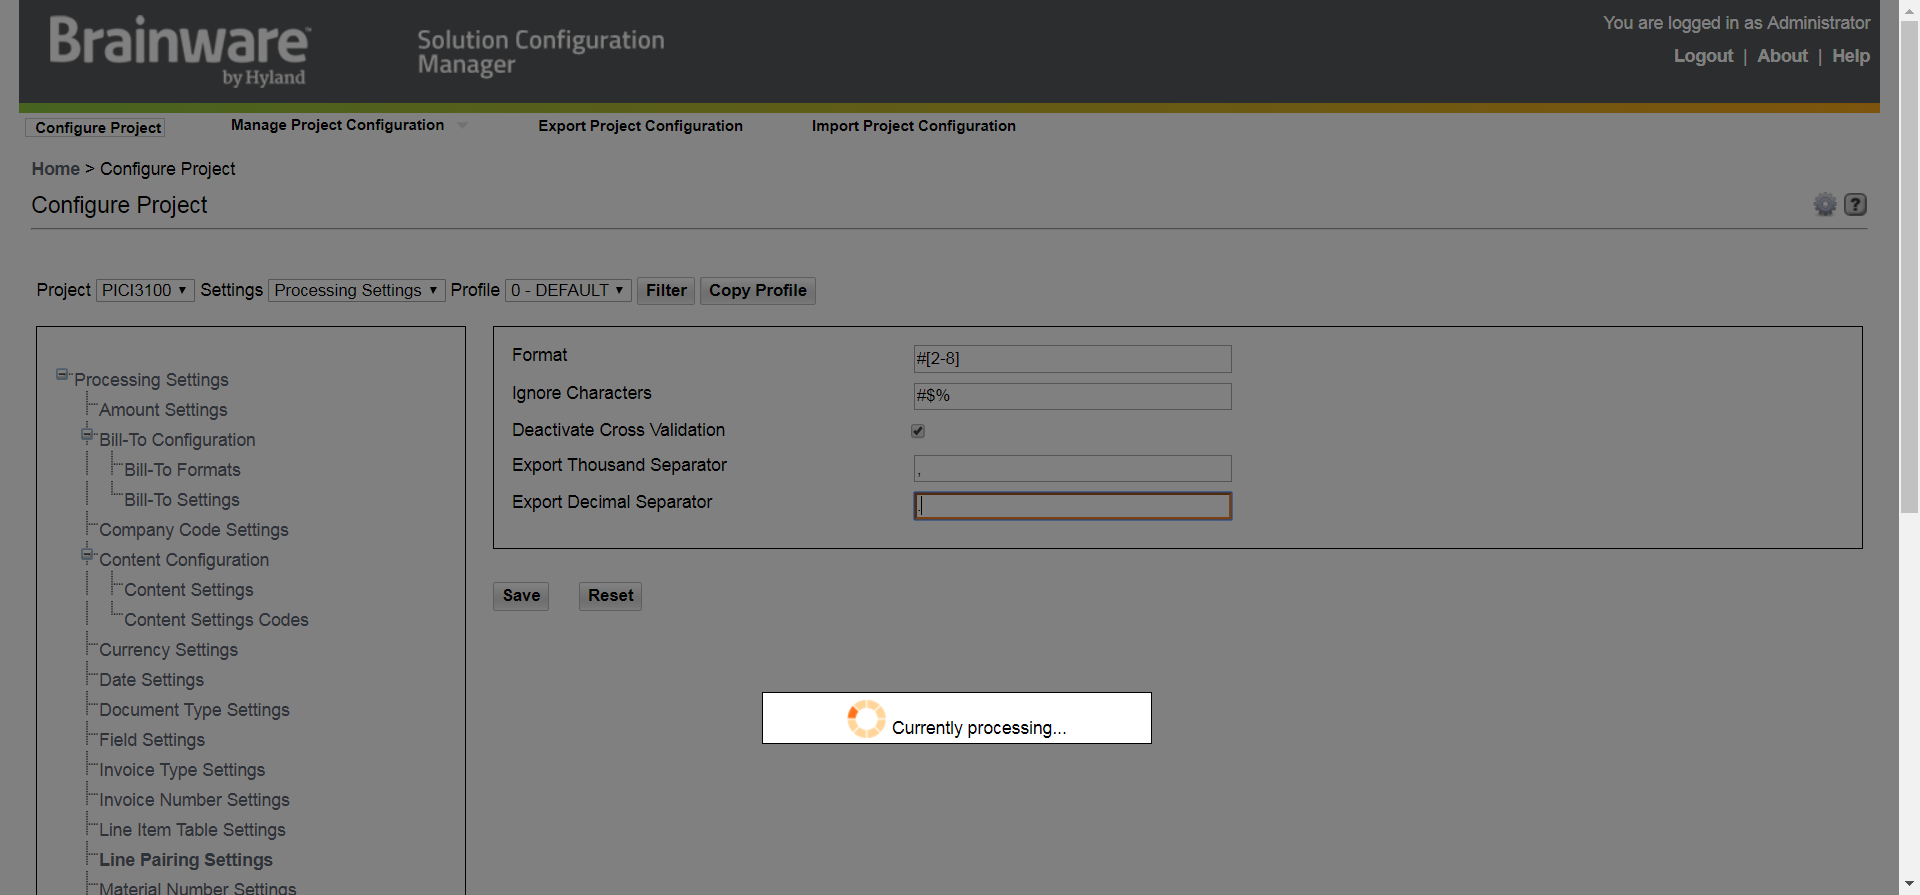 Brainware™
by Hyland
Solution Configuration
Manager
You are logged in as Administrator
Logout | About | Help
Configure Project
Manage Project Configuration
Export Project Configuration
Import Project Configuration
Home > Configure Project
Configure Project
?
Project PICI3100 Settings Processing Settings Profile 0 - DEFAULT Filter Copy Profile
Processing Settings
Amount Settings
Bill-To Configuration
Bill-To Formats
Bill-To Settings
Company Code Settings
Content Configuration
Content Settings
Content Settings Codes
Currency Settings
Date Settings
Document Type Settings
Field Settings
Invoice Type Settings
Invoice Number Settings
Line Item Table Settings
Line Pairing Settings
Material Number Settings
Format #[2-8]
Ignore Characters #$%
Deactivate Cross Validation
Export Thousand Separator ,
Export Decimal Separator .
Save Reset
Currently processing...